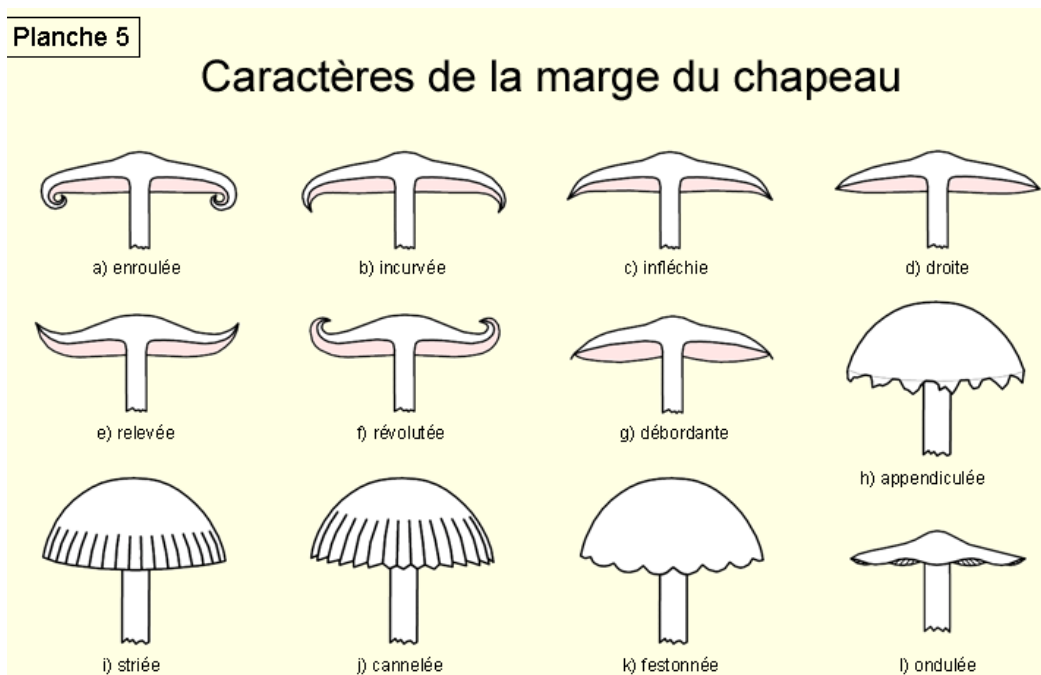 Planche 5
Caractères de la marge du chapeau
a) enroulée
b) incurvée
c) infléchie
d) droite
e) relevée
f) révolutée
g) débordante
h) appendiculée
i) striée
j) cannelée
k) festonnée
l) ondulée